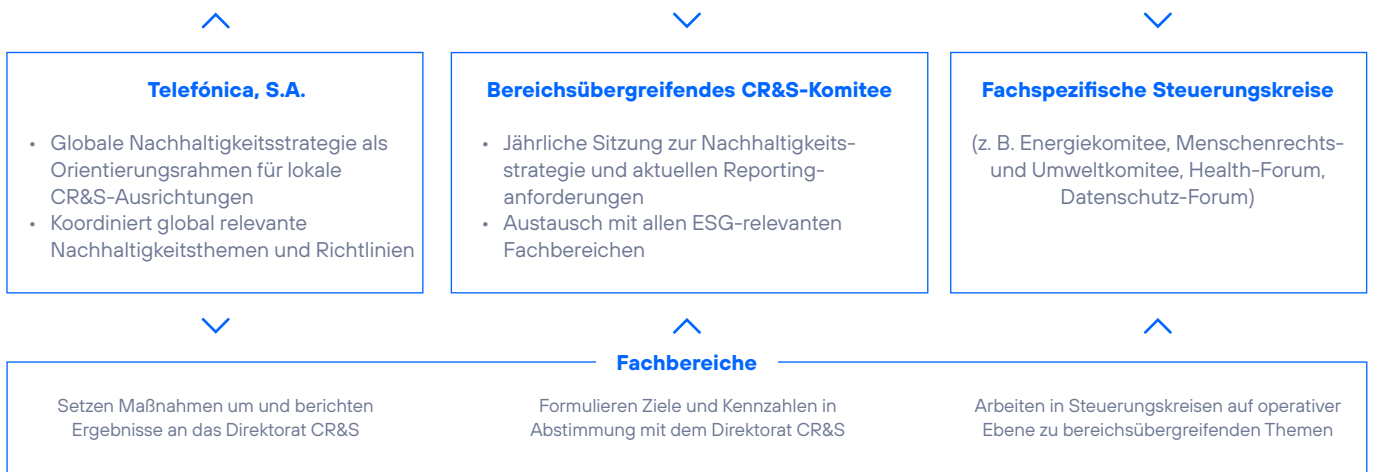 Telefónica, S.A.
• Globale Nachhaltigkeitsstrategie als
Orientierungsrahmen für lokale
CR&S-Ausrichtungen
• Koordiniert global relevante
Nachhaltigkeitsthemen und Richtlinien
Bereichsübergreifendes CR&S-Komitee
• Jährliche Sitzung zur Nachhaltigkeits-
strategie und aktuellen Reporting-
anforderungen
• Austausch mit allen ESG-relevanten
Fachbereichen
Fachspezifische Steuerungskreise
(z. B. Energiekomitee, Menschenrechts-
und Umweltkomitee, Health-Forum,
Datenschutz-Forum)
Fachbereiche
Setzen Maßnahmen um und berichten
Ergebnisse an das Direktorat CR&S
Formulieren Ziele und Kennzahlen in
Abstimmung mit dem Direktorat CR&S
Arbeiten in Steuerungskreisen auf operativer
Ebene zu bereichsübergreifenden Themen